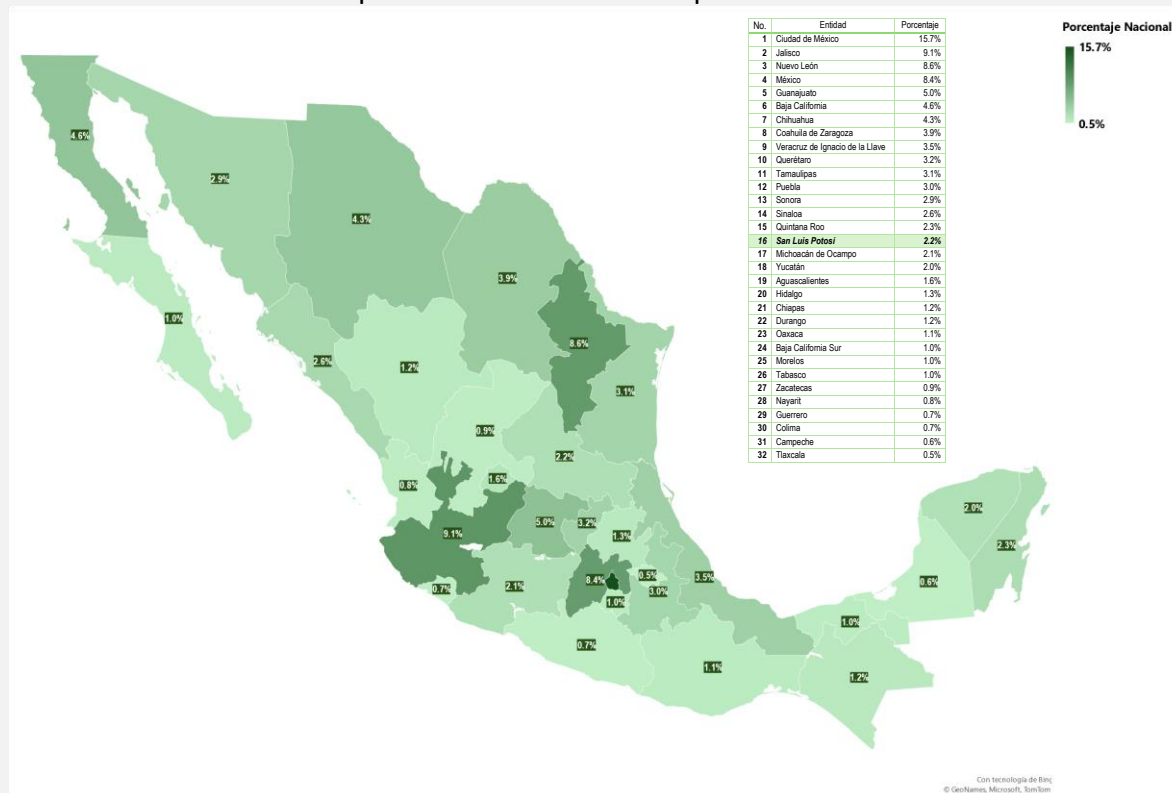 No. Entidad Porcentaje
1 Ciudad de México 15.7%
2 Jalisco 9.1%
3 Nuevo León 8.6%
4 México 8.4%
5 Guanajuato 5.0%
6 Baja California 4.6%
7 Chihuahua 4.3%
8 Coahuila de Zaragoza 3.9%
9 Veracruz de Ignacio de la Llave 3.5%
10 Querétaro 3.2%
11 Tamaulipas 3.1%
12 Puebla 3.0%
13 Sonora 2.9%
14 Sinaloa 2.6%
15 Quintana Roo 2.3%
16 San Luis Potosí 2.2%
17 Michoacán de Ocampo 2.1%
18 Yucatán 2.0%
19 Aguascalientes 1.6%
20 Hidalgo 1.3%
21 Chiapas 1.2%
22 Durango 1.2%
23 Oaxaca 1.1%
24 Baja California Sur 1.0%
25 Morelos 1.0%
26 Tabasco 1.0%
27 Zacatecas 0.9%
28 Nayarit 0.8%
29 Guerrero 0.7%
30 Colima 0.7%
31 Campeche 0.6%
32 Tlaxcala 0.5%
Porcentaje Nacional
15.7%
0.5%
4.6%
2.9%
4.3%
3.9%
1.0%
8.6%
2.6%
1.2%
3.1%
0.9%
2.2%
1.6%
0.8%
2.0%
5.0%
3.2%
9.1%
1.3%
2.3%
0.5%
3.5%
8.4%
0.6%
0.7%
2.1%
3.0%
1.0%
1.0%
0.7%
1.1%
1.2%
Con tecnología de Bing
© GeoNames, Microsoft, TomTom